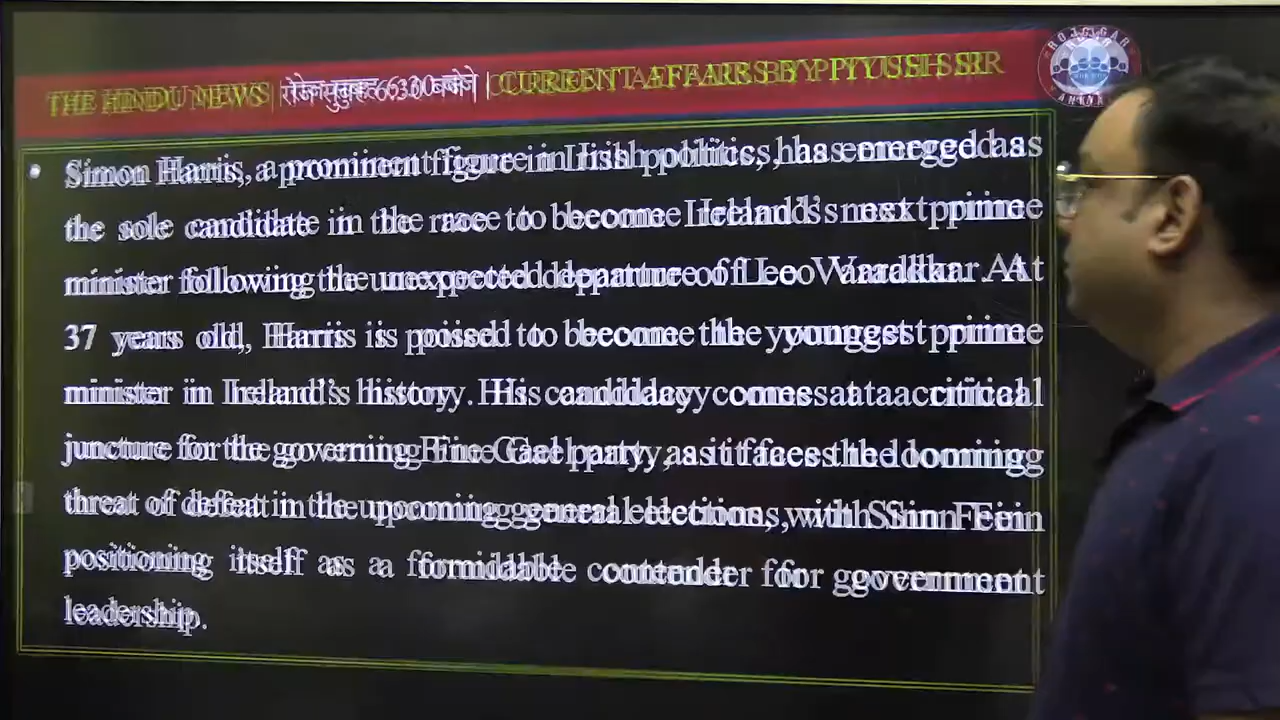 THE HINDU NEWS | रोज सुबह 6:30 बजे | CURRENT AFFAIRS BY PIYUSH SIR
ROJGAR
ANKAN
• Simon Harris, a prominent figure in Irish politics, has emerged as
the sole candidate in the race to become Ireland's next prime
minister following the unexpected departure of Leo Varadkar. At
37 years old, Harris is poised to become the youngest prime
minister in Ireland's history. His candidacy comes at a critical
juncture for the governing Fine Gael party, as it faces the looming
threat of defeat in the upcoming general elections, with Sinn Fein
positioning itself as a formidable contender for government
leadership.